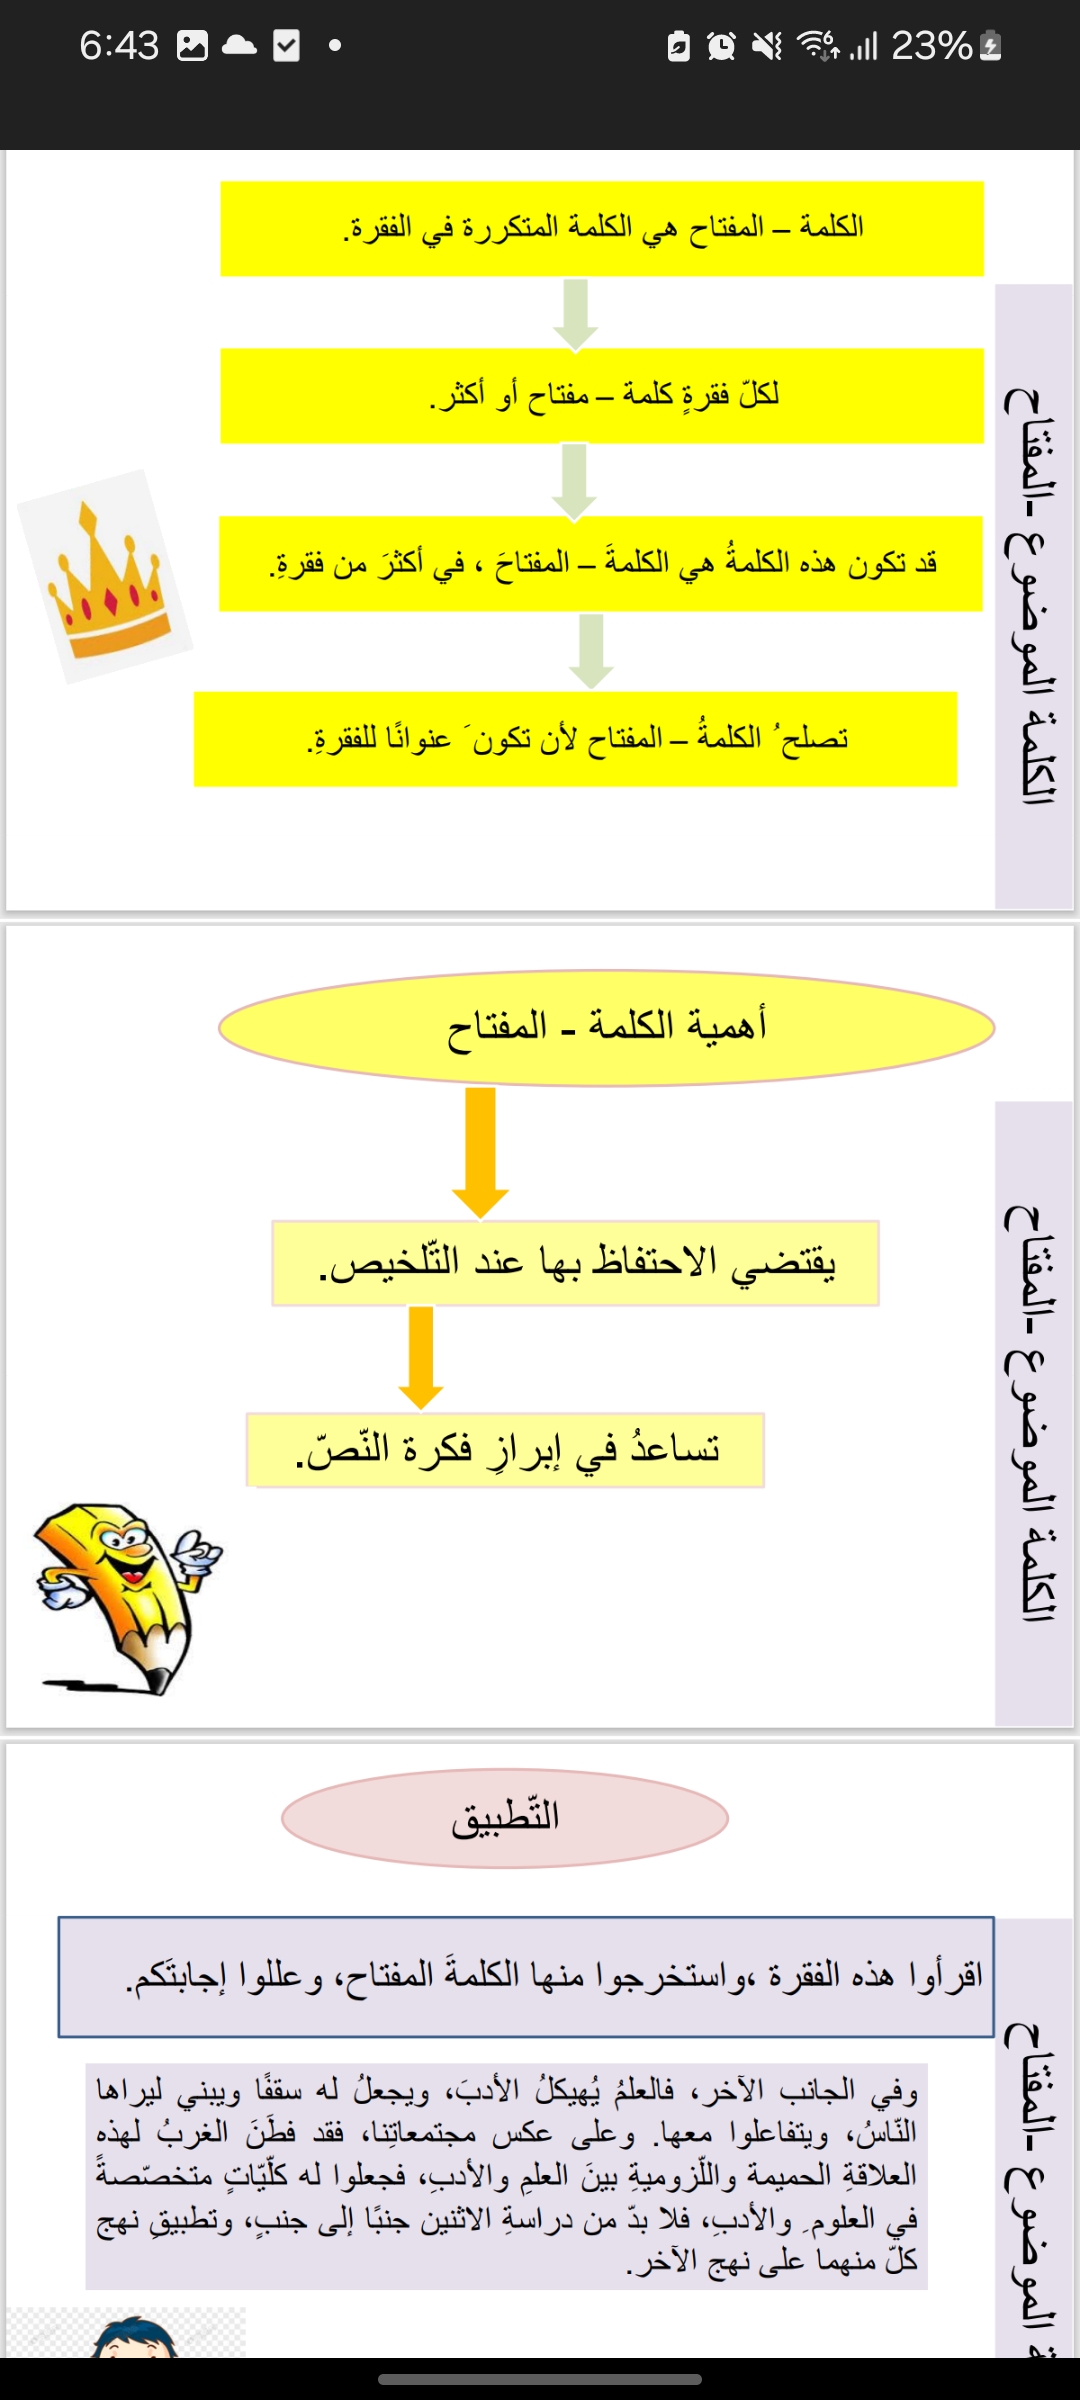 6:43
23%
الكلمة – المفتاح هي الكلمة المتكررة في الفقرة.
لكلّ فقرةٍ كلمة – مفتاح أو أكثر.
قد تكون هذه الكلمةُ هي الكلمةَ – المفتاحَ ، في أكثرَ من فقرةِ.
تصلحُ الكلمةُ – المفتاح لأن تكونَ عنوانًا للفقرةِ.
الكلمة الموضوع -المفتاح
أهمية الكلمة - المفتاح
يقتضي الاحتفاظ بها عند التّلخيص.
تساعدُ في إبرازِ فكرة النّصّ.
الكلمة الموضوع -المفتاح
التّطبيق
اقرأوا هذه الفقرة ،واستخرجوا منها الكلمةَ المفتاح، وعللوا إجابتَكم.
وفي الجانب الآخر، فالعلمُ يُهيكلُ الأدبَ، ويجعلُ له سقفًا ويبني ليراها
النّاسُ، ويتفاعلوا معها. وعلى عكس مجتمعاتِنا، فقد فطَنَ الغربُ لهذه
العلاقةِ الحميمة واللّزوميةِ بينَ العلمِ والأدبِ، فجعلوا له كلّيّاتٍ متخصّصةً
في العلومِ والأدبِ، فلا بدّ من دراسةِ الاثنين جنبًا إلى جنبٍ، وتطبيقِ نهج
كلّ منهما على نهج الآخر.
الموضوع -المفتاح